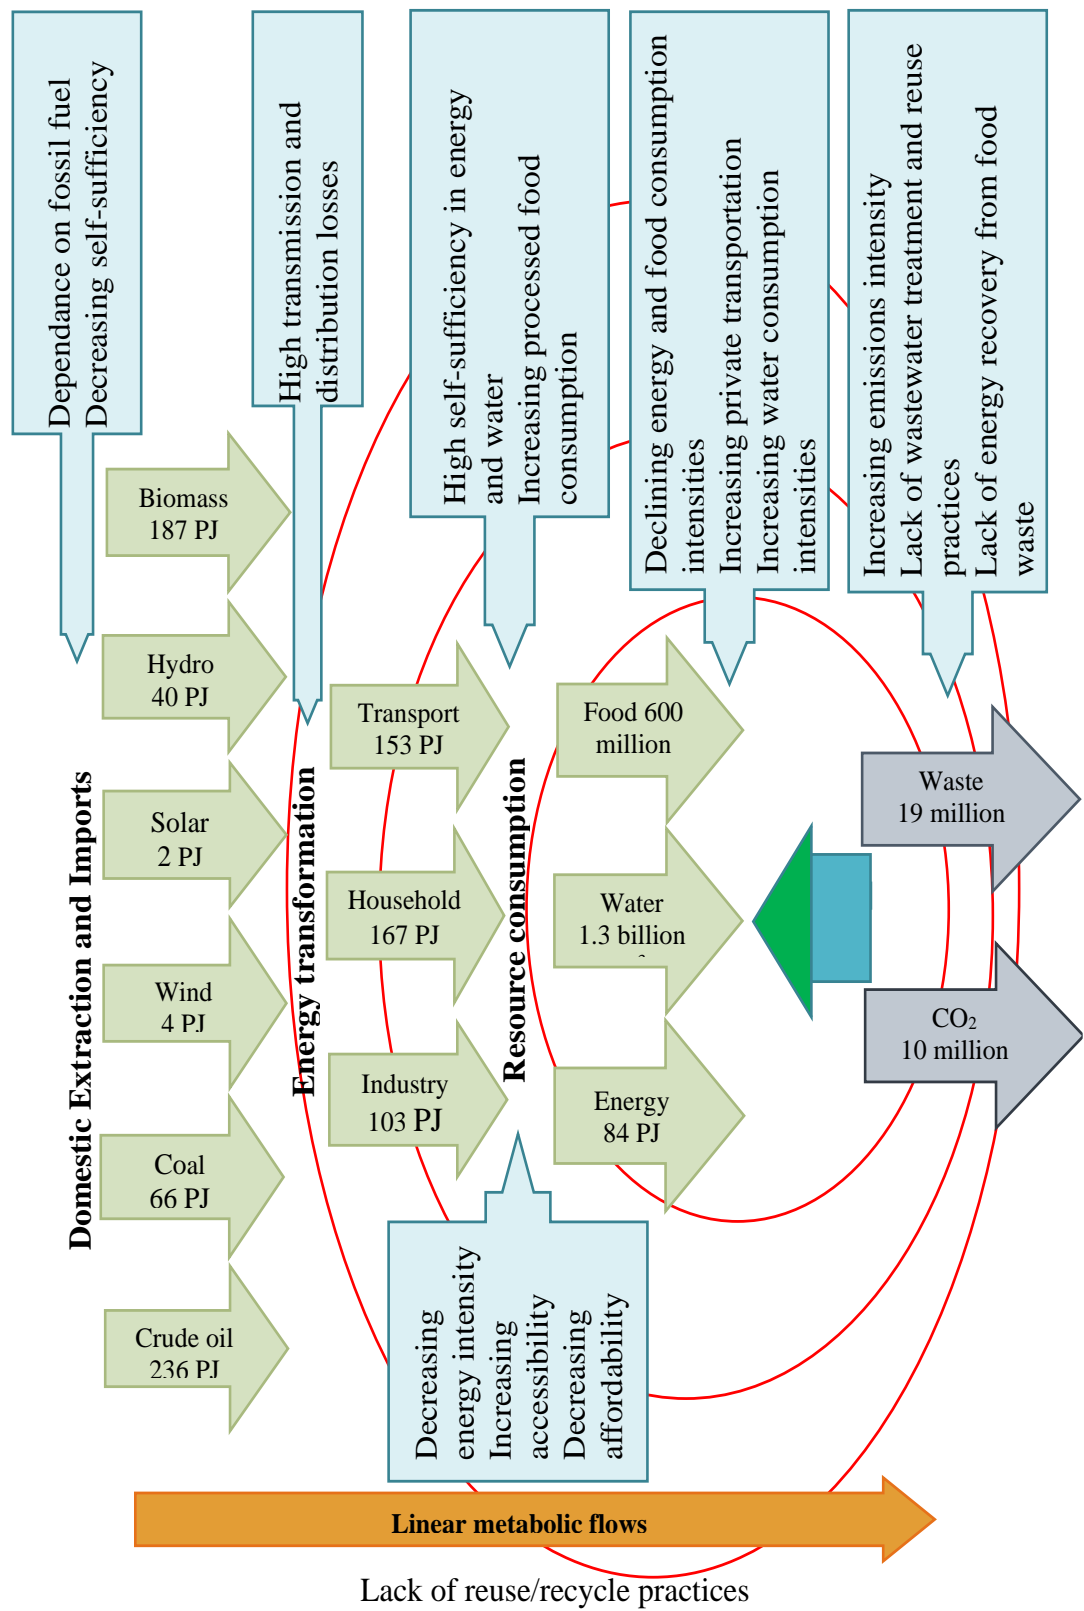 Dependance on fossil fuel
Decreasing self-sufficiency
High transmission and
distribution losses
High self-sufficiency in energy
and water
Increasing processed food
consumption
Declining energy and food consumption
intensities
Increasing private transportation
Increasing water consumption
intensities
Increasing emissions intensity
Lack of wastewater treatment and reuse
practices
Lack of energy recovery from food
waste
Domestic Extraction and Imports
Biomass
187 PJ
Hydro
40 PJ
Solar
2 PJ
Wind
4 PJ
Coal
66 PJ
Crude oil
236 PJ
Energy transformation
Transport
153 PJ
Household
167 PJ
Industry
103 PJ
Resource consumption
Food 600
million
Water
1.3 billion
Energy
84 PJ
Waste
19 million
CO₂
10 million
Decreasing
energy intensity
Increasing
accessibility
Decreasing
affordability
Linear metabolic flows
Lack of reuse/recycle practices